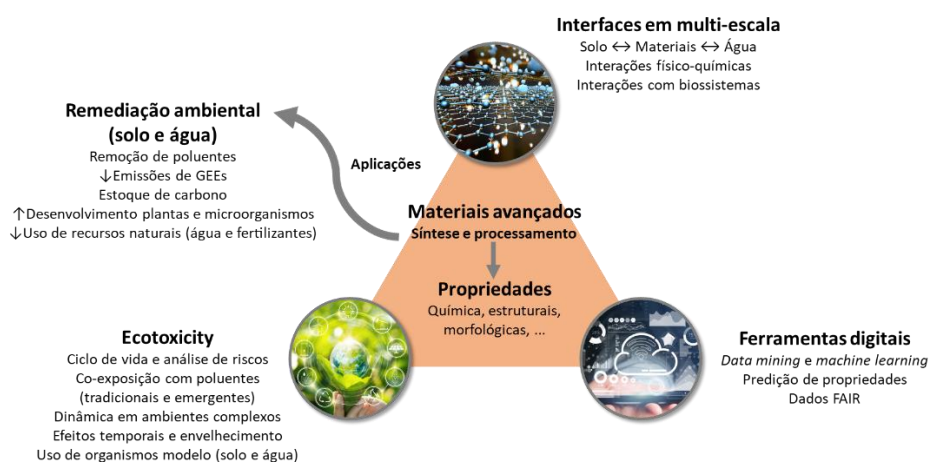 Interfaces em multi-escala
Solo ↔ Materiais ↔ Água
Interações físico-químicas
Interações com biossistemas
Remediação ambiental
(solo e água)
Remoção de poluentes
↓Emissões de GEEs
Estoque de carbono
↑Desenvolvimento plantas e microorganismos
↓Uso de recursos naturais (água e fertilizantes)
Aplicações
Materiais avançados
Síntese e processamento
Propriedades
Química, estruturais,
morfológicas, ...
Ecotoxicity
Ciclo de vida e análise de riscos
Co-exposição com poluentes
(tradicionais e emergentes)
Dinâmica em ambientes complexos
Efeitos temporais e envelhecimento
Uso de organismos modelo (solo e água)
Ferramentas digitais
Data mining e machine learning
Predição de propriedades
Dados FAIR